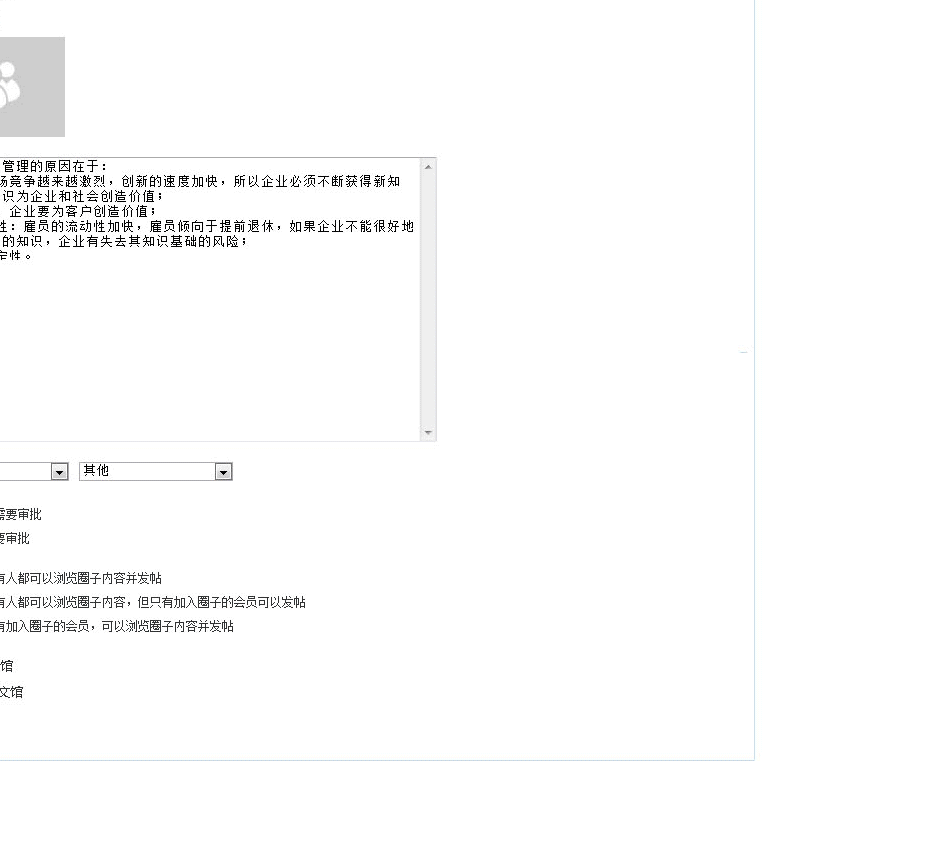 管理的原因在于：
场竞争越来越激烈，创新的速度加快，所以企业必须不断获得新知
识为企业和社会创造价值；
企业要为客户创造价值；
性：雇员的流动性加快，雇员倾向于提前退休，如果企业不能很好地
的知识，企业有失去其知识基础的风险；
定性。
其他
需要审批
要审批
有人都可以浏览圈子内容并发帖
有人都可以浏览圈子内容，但只有加入圈子的会员可以发帖
有加入圈子的会员，可以浏览圈子内容并发帖
馆
文馆